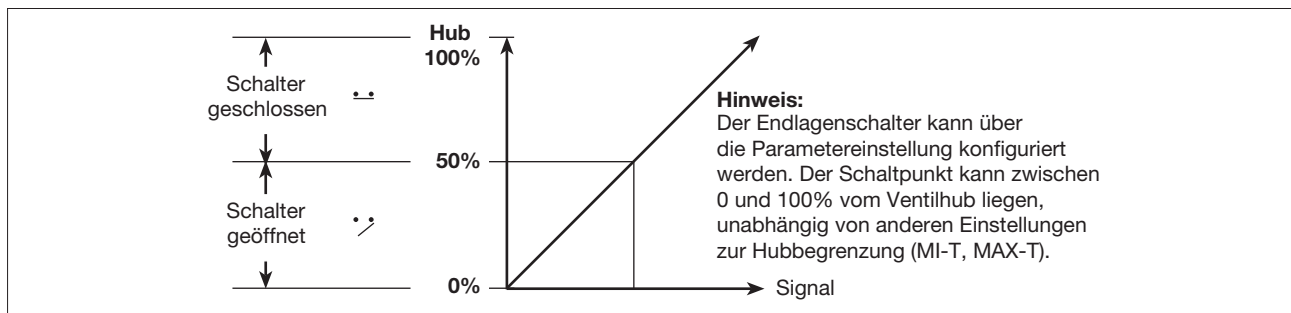 Hub
100%
Schalter
geschlossen
50%
Schalter
geöffnet
0%
Signal
Hinweis:
Der Endlagenschalter kann über
die Parametereinstellung konfiguriert
werden. Der Schaltpunkt kann zwischen
0 und 100% vom Ventilhub liegen,
unabhängig von anderen Einstellungen
zur Hubbegrenzung (MI-T, MAX-T).